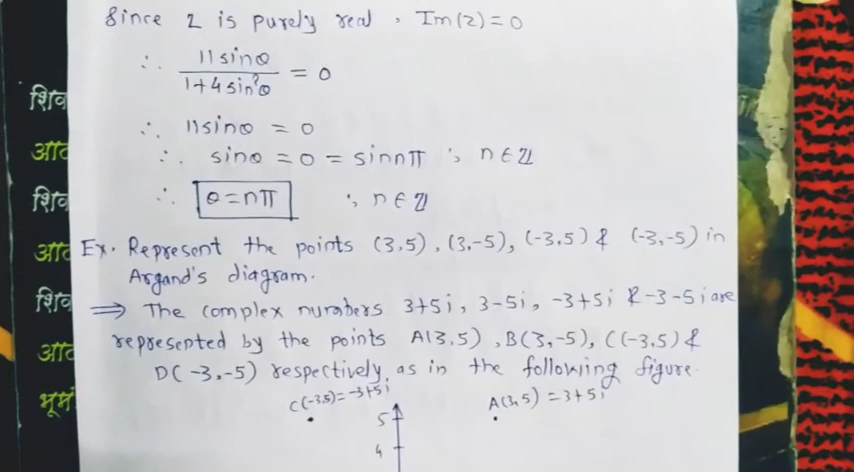 Since z is purely real, Im(z) = 0
∴ 11 sinθ / 1+4 sin²θ = 0
∴ 11 sinθ = 0
∴ sinθ = 0 = sin nπ ; n ∈ ℤ
∴ θ = nπ ; n ∈ ℤ
Ex. Represent the points (3,5), (3,-5), (-3,5) & (-3,-5) in
Argand's diagram.
⇒ The complex numbers 3+5i, 3-5i, -3+5i & -3-5i are
represented by the points A(3,5), B(3,-5), C(-3,5) &
D(-3,-5) respectively, as in the following figure.
C(-3,5) = -3+5i
A(3,5) = 3+5i
5
4
शिव
आद
शिव
आद
शिव
आद
भूमं